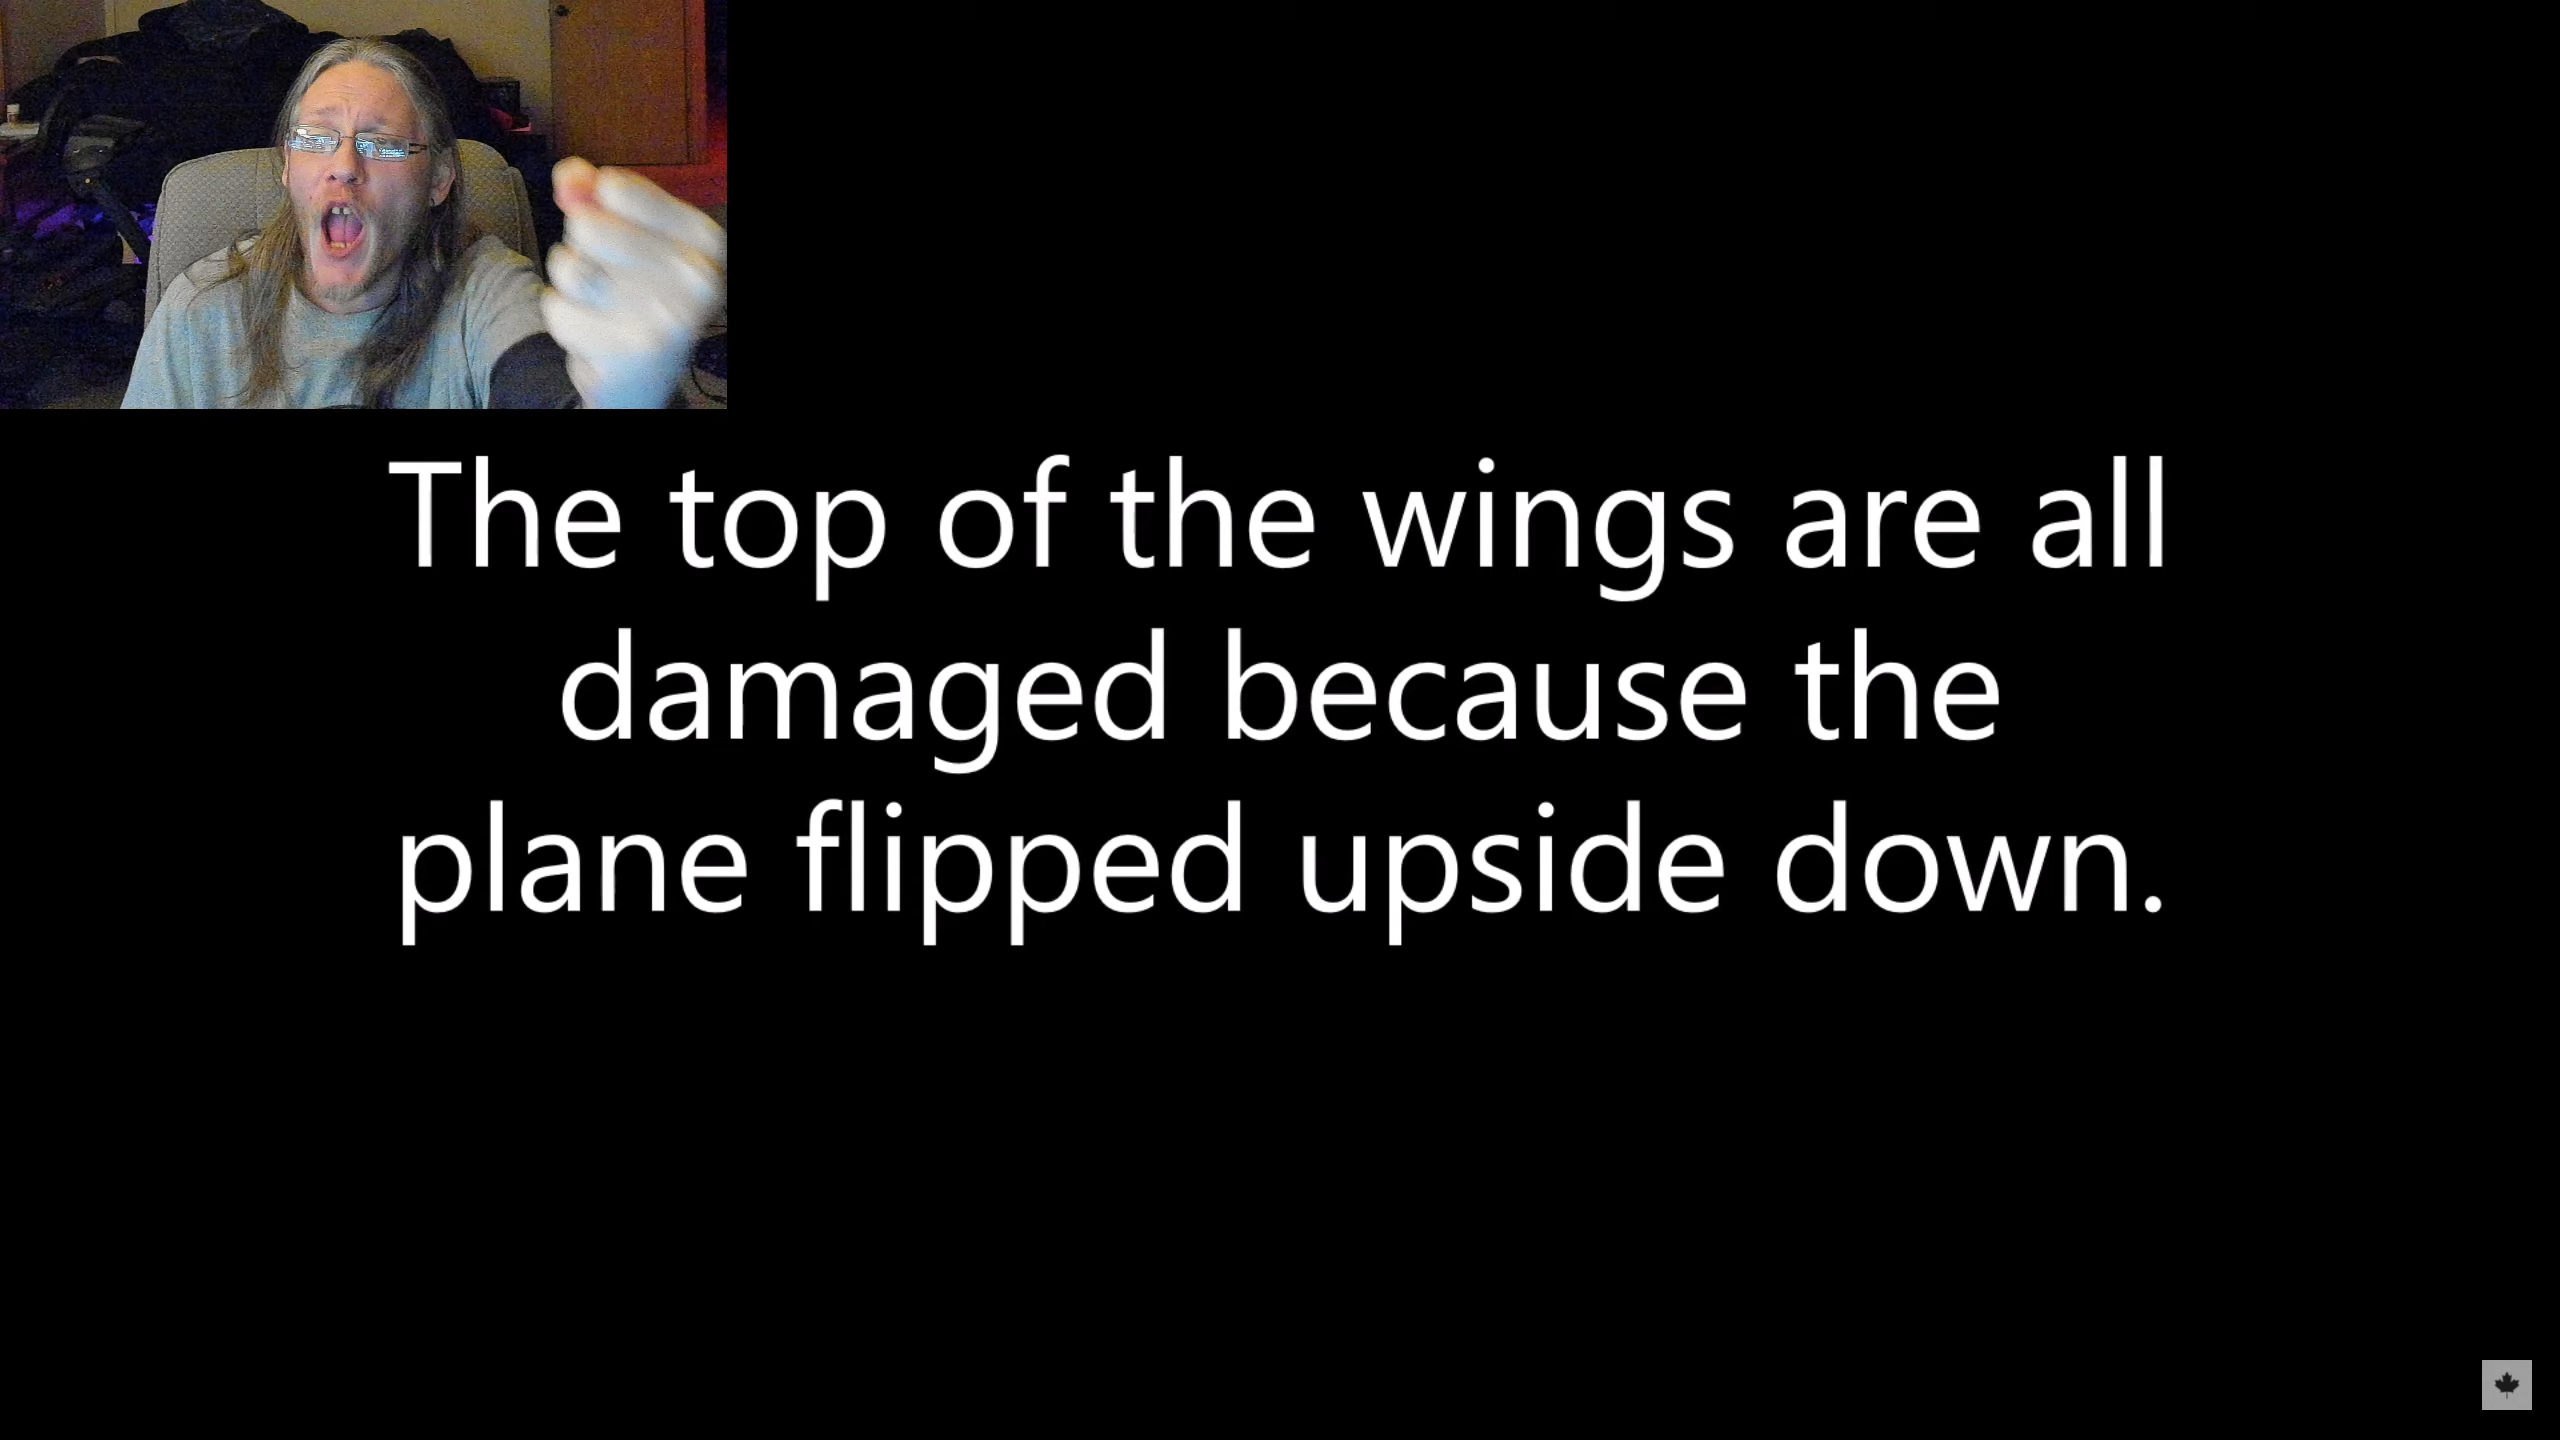 The top of the wings are all
damaged because the
plane flipped upside down.